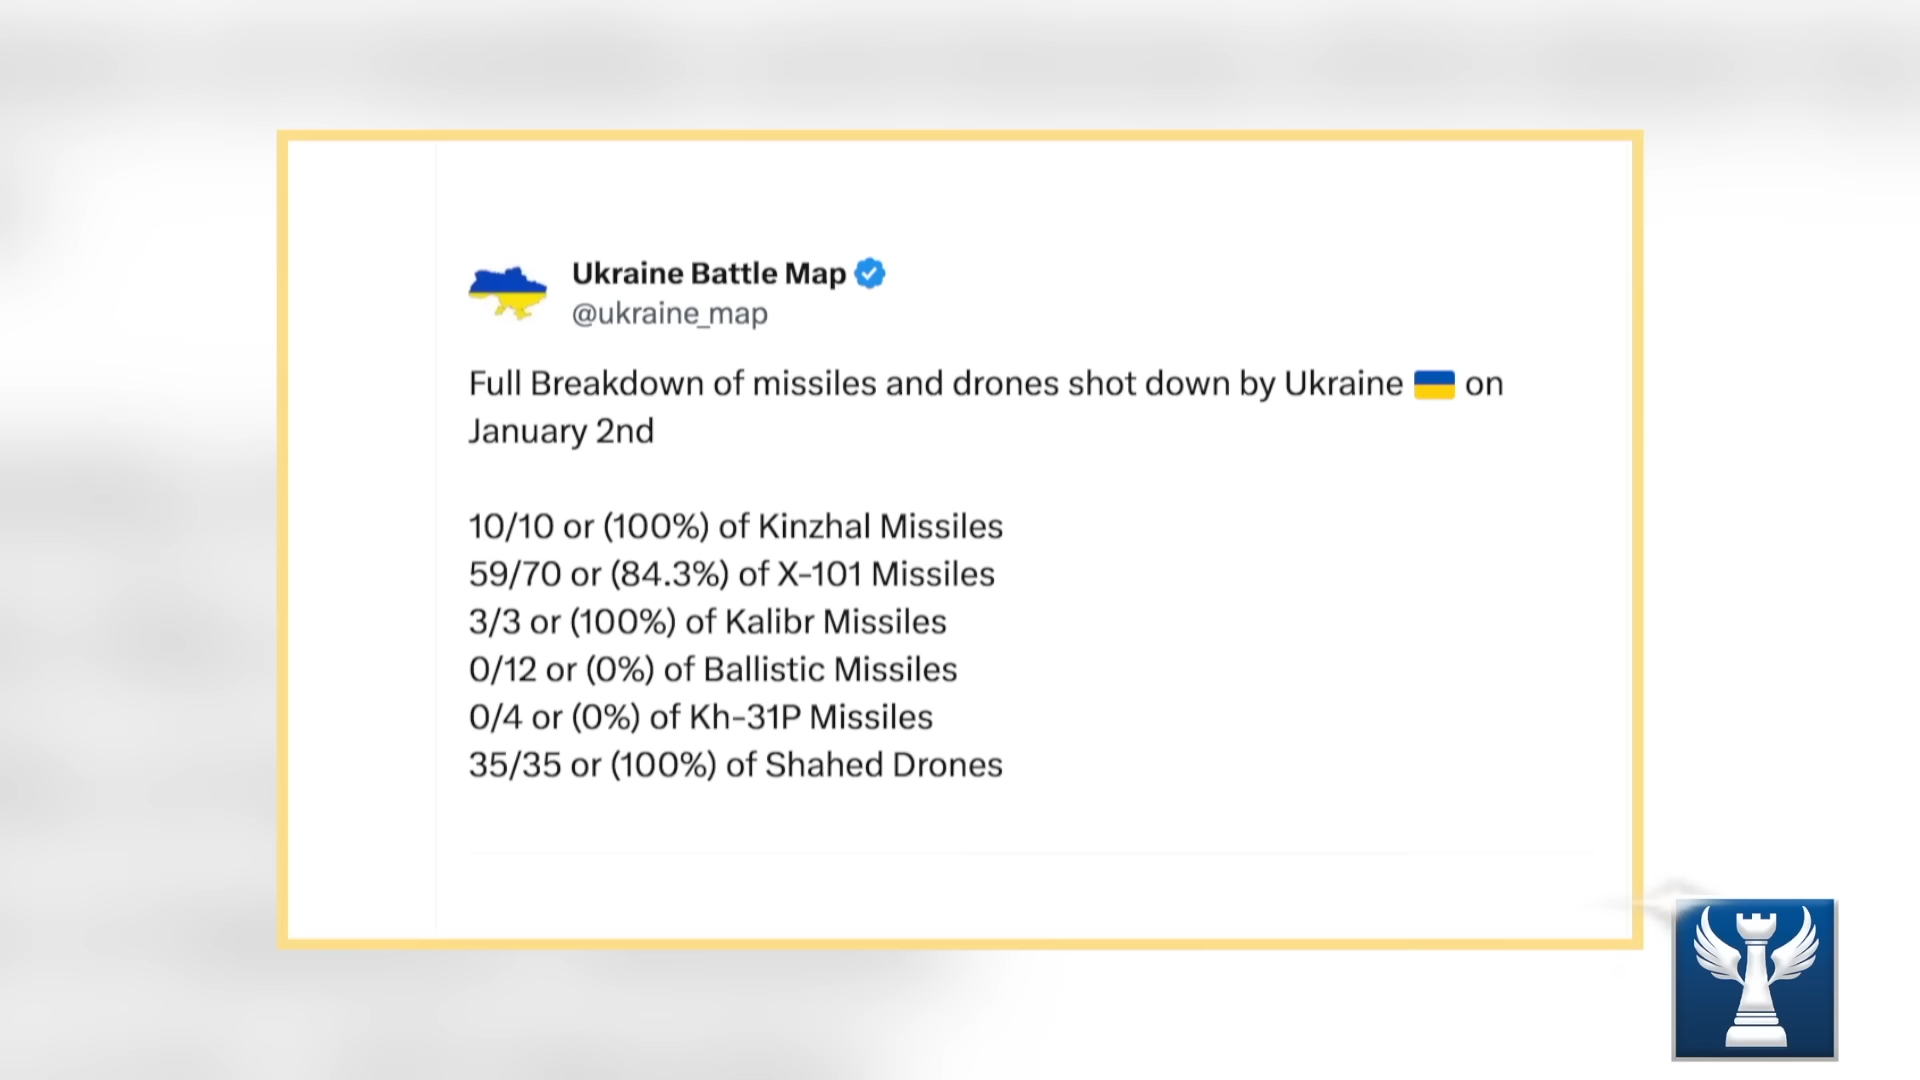 Ukraine Battle Map
@ukraine_map
Full Breakdown of missiles and drones shot down by Ukraine 🇺🇦 on
January 2nd
10/10 or (100%) of Kinzhal Missiles
59/70 or (84.3%) of X-101 Missiles
3/3 or (100%) of Kalibr Missiles
0/12 or (0%) of Ballistic Missiles
0/4 or (0%) of Kh-31P Missiles
35/35 or (100%) of Shahed Drones